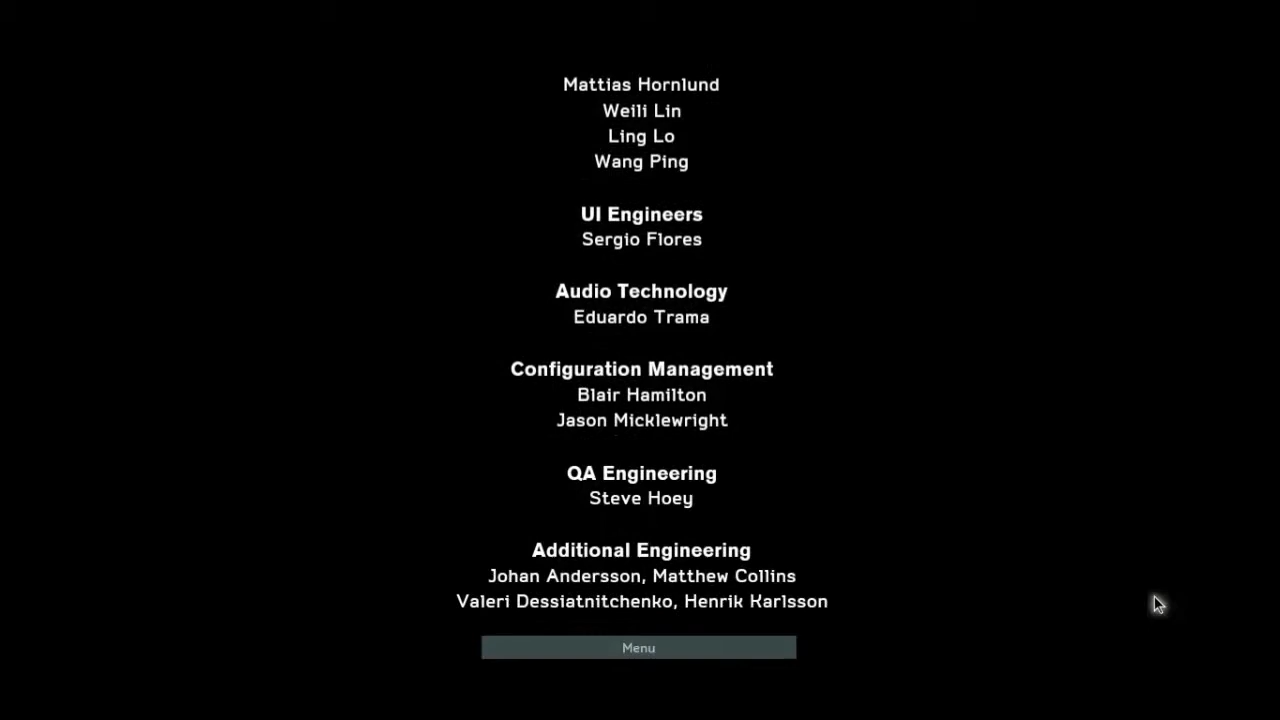 Mattias Hornlund
Weili Lin
Ling Lo
Wang Ping
UI Engineers
Sergio Flores
Audio Technology
Eduardo Trama
Configuration Management
Blair Hamilton
Jason Micklewright
QA Engineering
Steve Hoey
Additional Engineering
Johan Andersson, Matthew Collins
Valeri Dessiatnitchenko, Henrik Karlsson
Menu